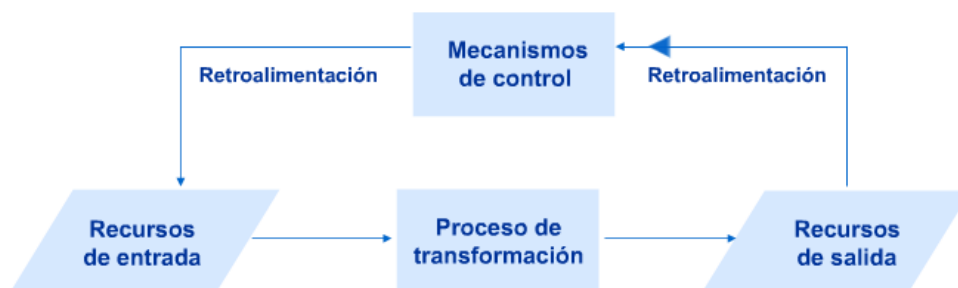 Mecanismos
de control
Retroalimentación
Retroalimentación
Recursos
de entrada
Proceso de
transformación
Recursos
de salida